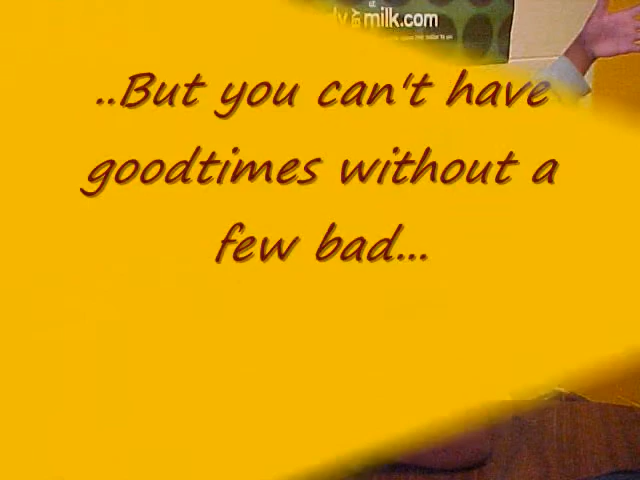 milk.com
..But you can't have
goodtimes without a
few bad...